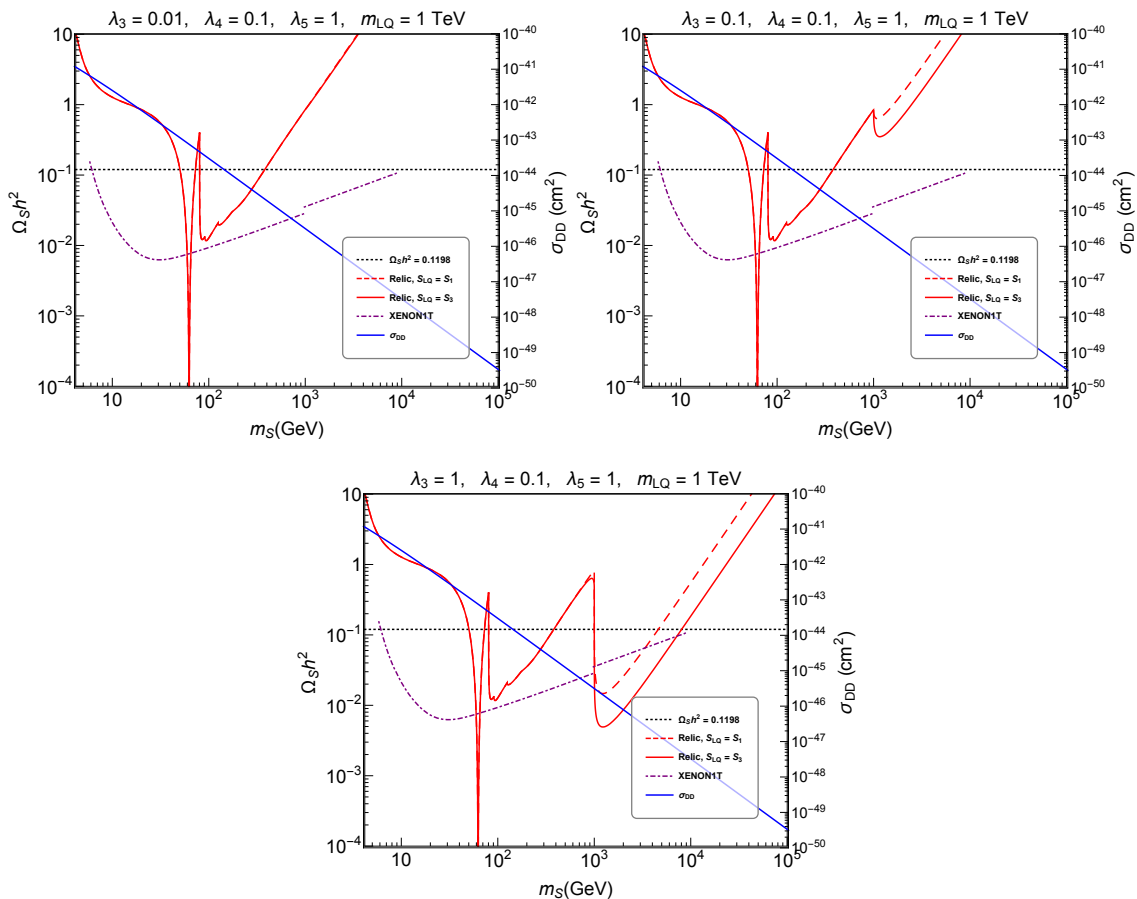 λ3 = 0.01, λ4 = 0.1, λ5 = 1, mLQ = 1 TeV
10
1
10^-1
10^-2
10^-3
10^-4
ΩSh^2
10^-40
10^-41
10^-42
10^-43
10^-44
10^-45
10^-46
10^-47
10^-48
10^-49
10^-50
σDD (cm^2)
ΩSh^2 = 0.1198
Relic, SLQ = S1
Relic, SLQ = S3
XENON1T
σDD
10 10^2 10^3 10^4 10^5
mS(GeV)
λ3 = 0.1, λ4 = 0.1, λ5 = 1, mLQ = 1 TeV
10
1
10^-1
10^-2
10^-3
10^-4
ΩSh^2
10^-40
10^-41
10^-42
10^-43
10^-44
10^-45
10^-46
10^-47
10^-48
10^-49
10^-50
σDD (cm^2)
ΩSh^2 = 0.1198
Relic, SLQ = S1
Relic, SLQ = S3
XENON1T
σDD
10 10^2 10^3 10^4 10^5
mS(GeV)
λ3 = 1, λ4 = 0.1, λ5 = 1, mLQ = 1 TeV
10
1
10^-1
10^-2
10^-3
10^-4
ΩSh^2
10^-40
10^-41
10^-42
10^-43
10^-44
10^-45
10^-46
10^-47
10^-48
10^-49
10^-50
σDD (cm^2)
ΩSh^2 = 0.1198
Relic, SLQ = S1
Relic, SLQ = S3
XENON1T
σDD
10 10^2 10^3 10^4 10^5
mS(GeV)